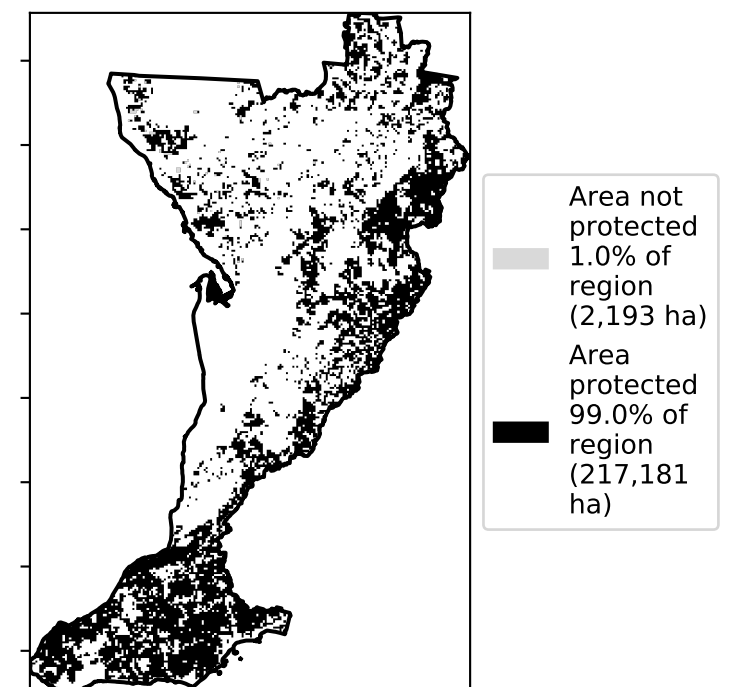 Area not
protected
1.0% of
region
(2,193 ha)
Area
protected
99.0% of
region
(217,181
ha)